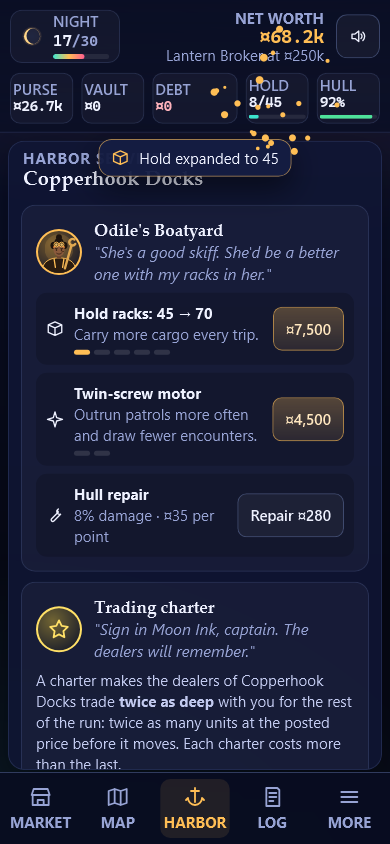 NIGHT
17/30
NET WORTH
¤68.2k
Lantern Broker at ¤250k
PURSE
¤26.7k
VAULT
¤0
DEBT
¤0
HOLD
8/45
HULL
92%
HARBOR
Hold expanded to 45
Copperhook Docks
Odile's Boatyard
"She's a good skiff. She'd be a better
one with my racks in her."
Hold racks: 45 → 70
Carry more cargo every trip.
¤7,500
Twin-screw motor
Outrun patrols more often
and draw fewer encounters.
¤4,500
Hull repair
8% damage · ¤35 per
point
Repair ¤280
Trading charter
"Sign in Moon Ink, captain. The
dealers will remember."
A charter makes the dealers of Copperhook
Docks trade twice as deep with you for the rest
of the run: twice as many units at the posted
price before it moves. Each charter costs more
than the last.
MARKET
MAP
HARBOR
LOG
MORE